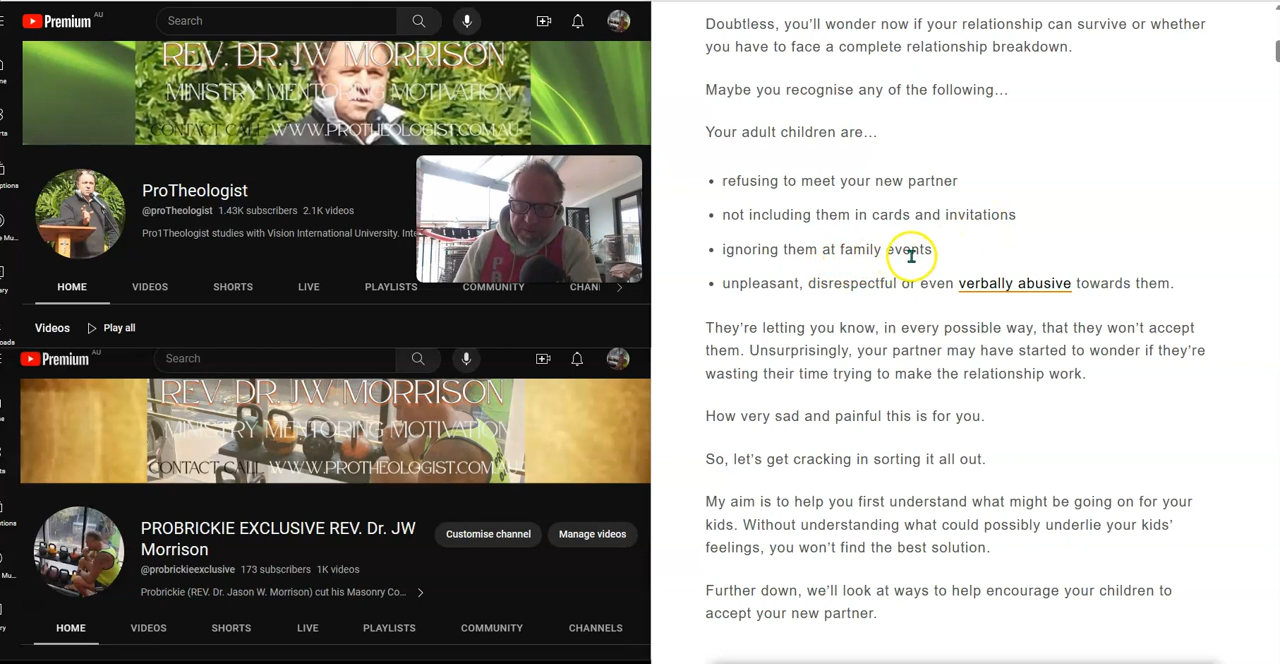 Premium AU
Search
REV. DR. JW MORRISON
MINISTRY MENTORING MOTIVATION
CONTACT CALL WWW.PROTHEOLOGIST.COM.AU
ProTheologist
@proTheologist 1.43K subscribers 2.1K videos
Pro1Theologist studies with Vision International University. Inte
HOME VIDEOS SHORTS LIVE PLAYLISTS COMMUNITY CHAN
Videos Play all
Premium AU
Search
REV. DR. JW MORRISON
MINISTRY MENTORING MOTIVATION
CONTACT CALL WWW.PROTHEOLOGIST.COM.AU
PROBRICKIE EXCLUSIVE REV. Dr. JW
Morrison
Customise channel
Manage videos
@probrickieexclusive 173 subscribers 1K videos
Probrickie (REV. Dr. Jason W. Morrison) cut his Masonry Co...
HOME VIDEOS SHORTS LIVE PLAYLISTS COMMUNITY CHANNELS
Doubtless, you’ll wonder now if your relationship can survive or whether
you have to face a complete relationship breakdown.
Maybe you recognise any of the following…
Your adult children are…
• refusing to meet your new partner
• not including them in cards and invitations
• ignoring them at family events
• unpleasant, disrespectful or even verbally abusive towards them.
They’re letting you know, in every possible way, that they won’t accept
them. Unsurprisingly, your partner may have started to wonder if they’re
wasting their time trying to make the relationship work.
How very sad and painful this is for you.
So, let’s get cracking in sorting it all out.
My aim is to help you first understand what might be going on for your
kids. Without understanding what could possibly underlie your kids’
feelings, you won’t find the best solution.
Further down, we’ll look at ways to help encourage your children to
accept your new partner.